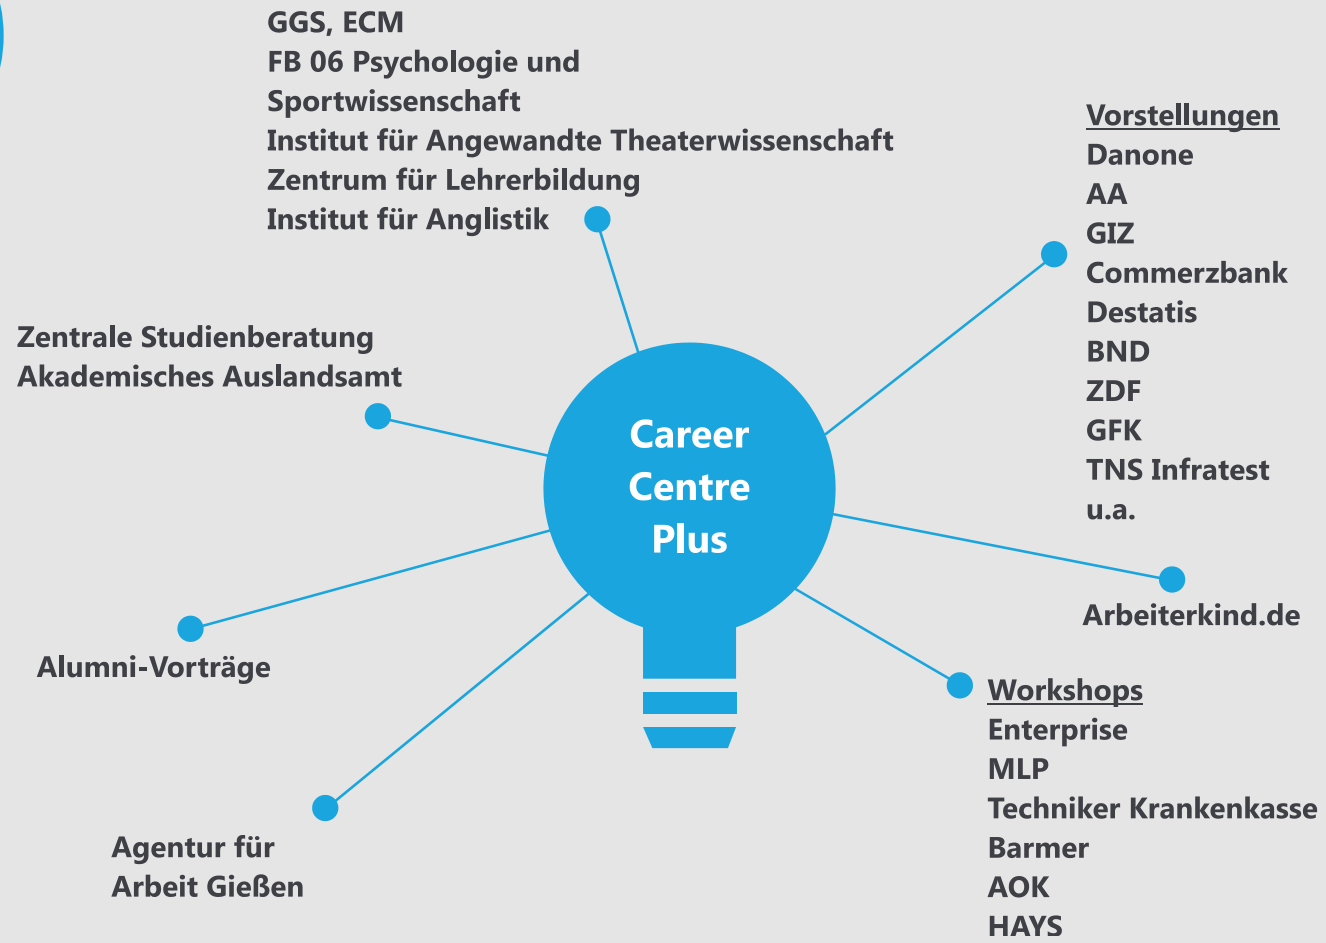 GGS, ECM
FB 06 Psychologie und
Sportwissenschaft
Institut für Angewandte Theaterwissenschaft
Zentrum für Lehrerbildung
Institut für Anglistik
Vorstellungen
Danone
AA
GIZ
Commerzbank
Destatis
BND
ZDF
GFK
TNS Infratest
u.a.
Zentrale Studienberatung
Akademisches Auslandsamt
Career
Centre
Plus
Arbeiterkind.de
Alumni-Vorträge
Workshops
Enterprise
MLP
Techniker Krankenkasse
Barmer
AOK
HAYS
Agentur für
Arbeit Gießen